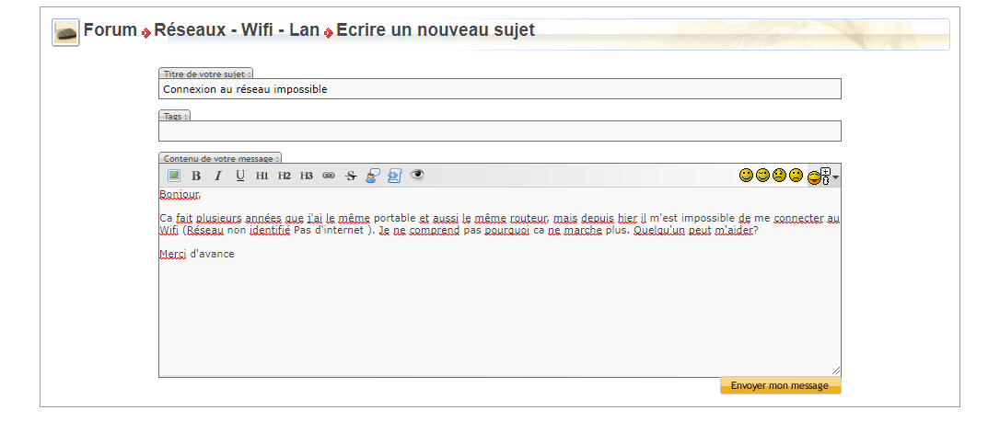 Forum Réseaux - Wifi - Lan Ecrire un nouveau sujet
Titre de votre sujet :
Connexion au réseau impossible
Tags :
Contenu de votre message :
B I U H1 H2 H3 S
Bonjour,
Ca fait plusieurs années que j'ai le même portable et aussi le même routeur, mais depuis hier il m'est impossible de me connecter au
Wifi (Réseau non identifié Pas d'internet ). Je ne comprend pas pourquoi ca ne marche plus. Quelqu'un peut m'aider?
Merci d'avance
Envoyer mon message